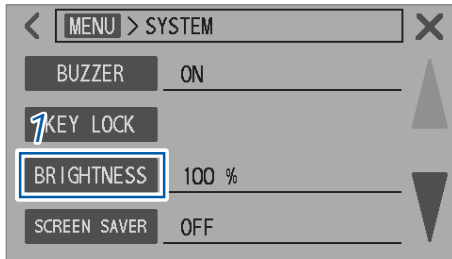 MENU > SYSTEM
BUZZER ON
1
KEY LOCK
BRIGHTNESS 100 %
SCREEN SAVER OFF